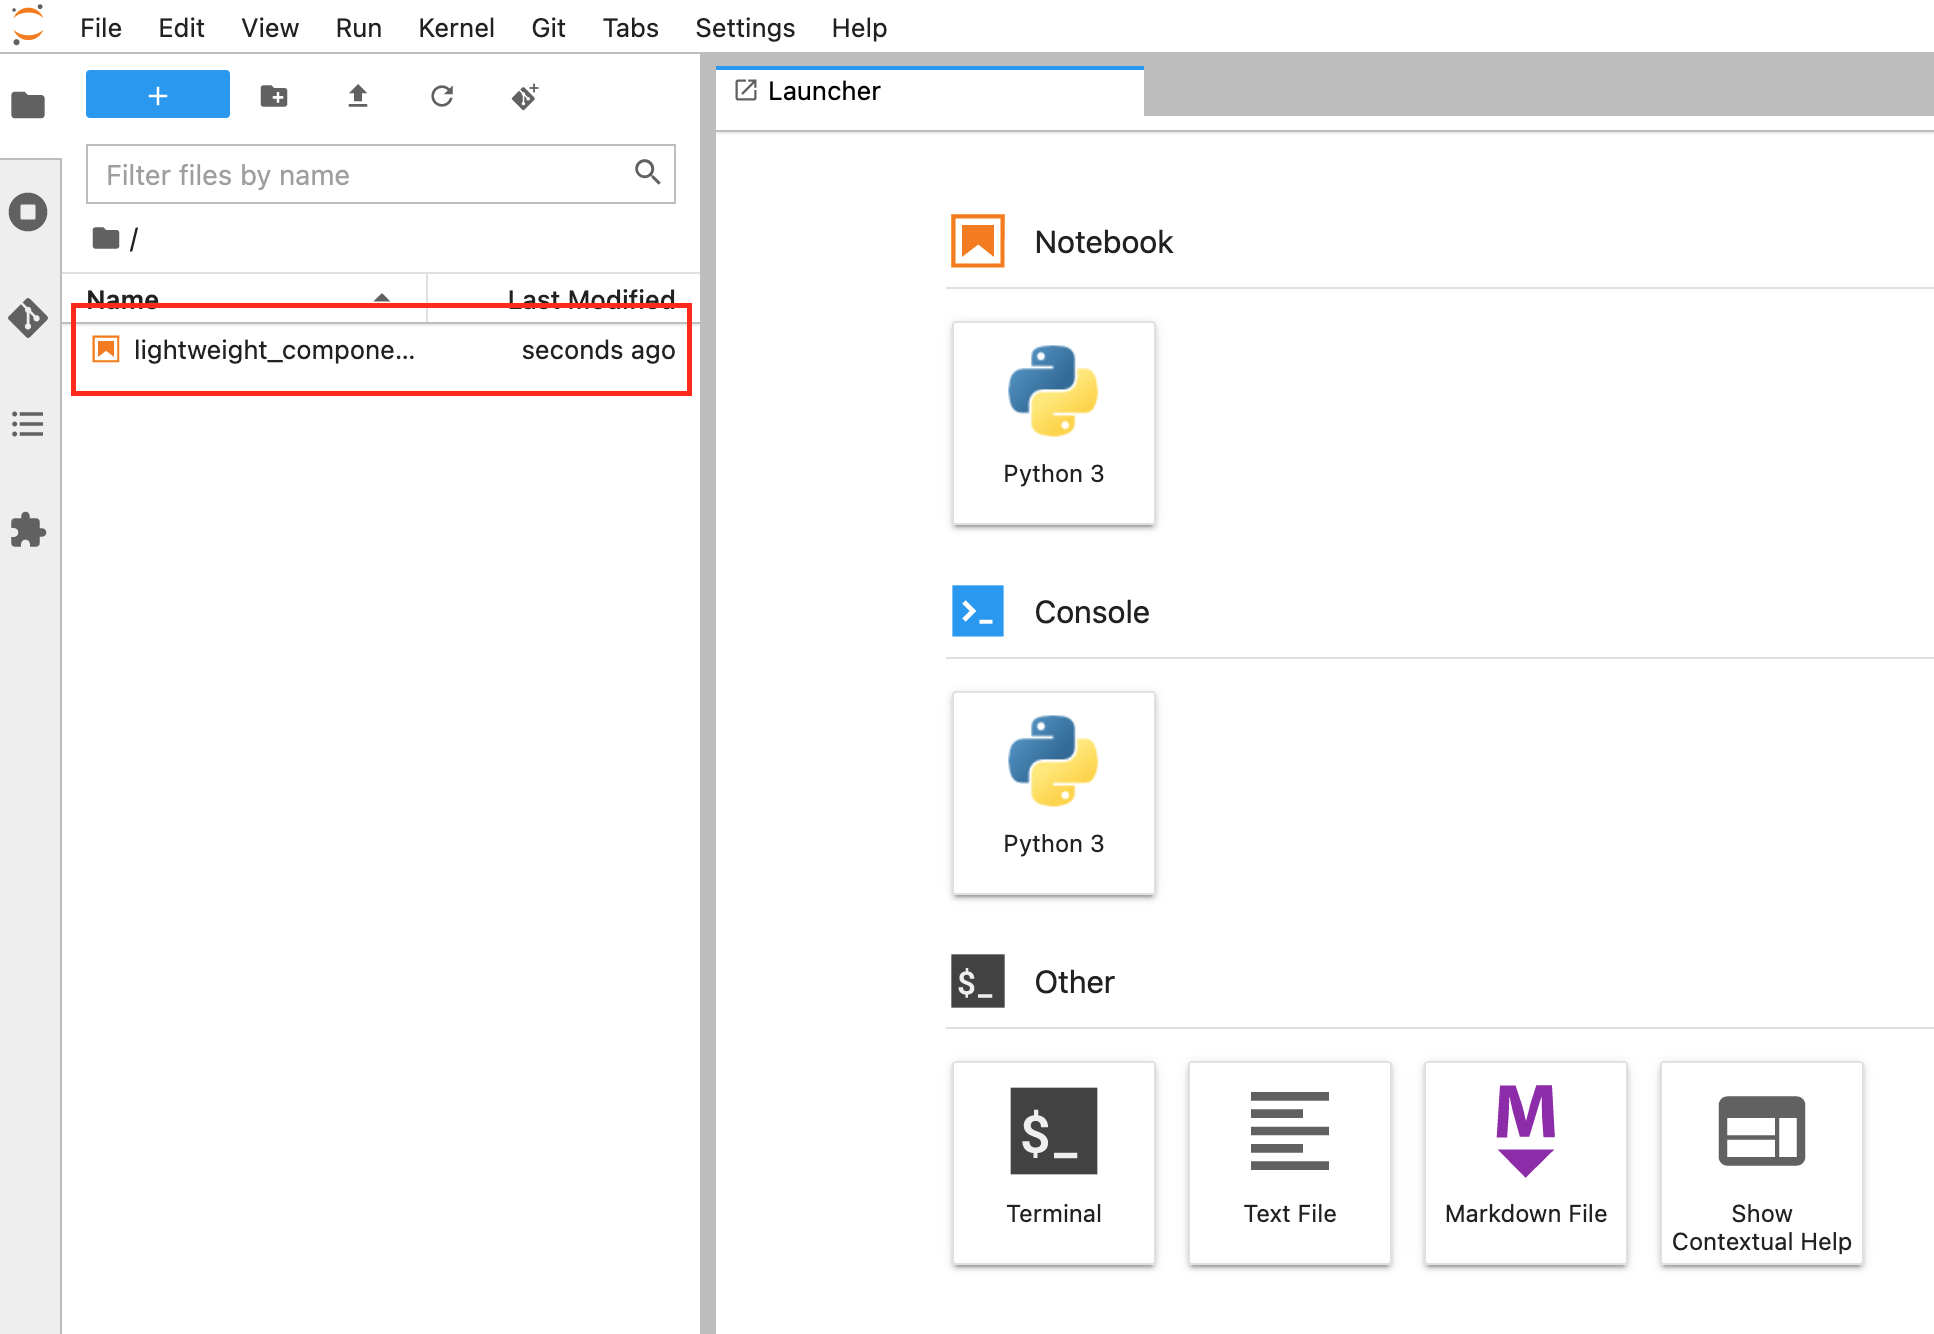 File Edit View Run Kernel Git Tabs Settings Help
+
Launcher
Filter files by name
/
Name Last Modified
lightweight_compone... seconds ago
Notebook
Python 3
Console
Python 3
$_ Other
$_
M
Terminal
Text File
Markdown File
Show
Contextual Help